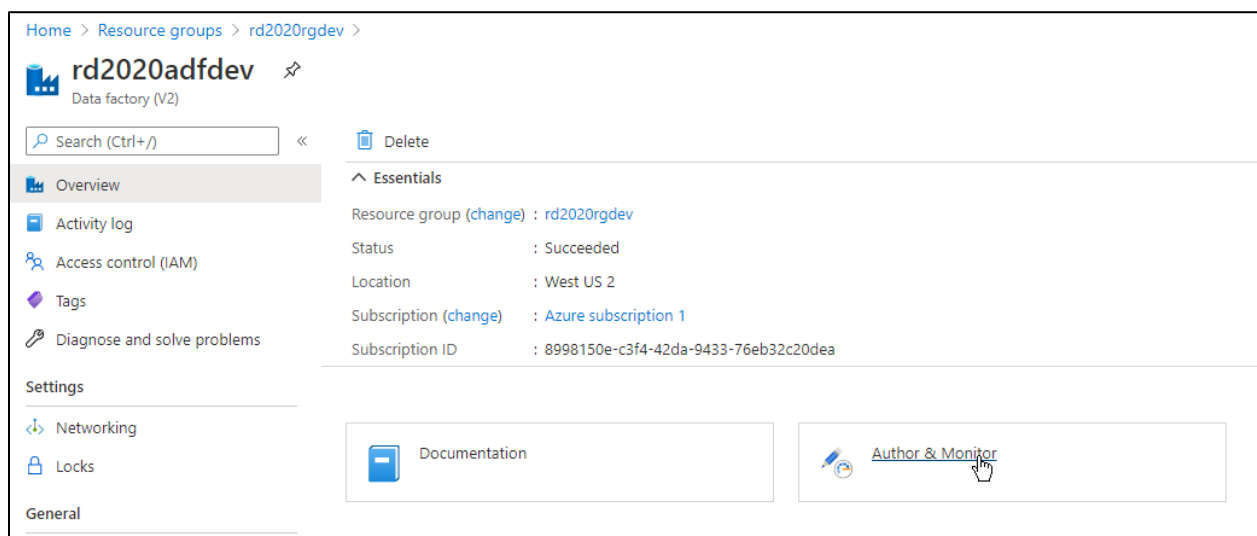 Home > Resource groups > rd2020rgdev >
rd2020adfdev
Data factory (V2)
Search (Ctrl+/)
«
Overview
Activity log
Access control (IAM)
Tags
Diagnose and solve problems
Settings
Networking
Locks
General
Delete
Essentials
Resource group (change) : rd2020rgdev
Status : Succeeded
Location : West US 2
Subscription (change) : Azure subscription 1
Subscription ID : 8998150e-c3f4-42da-9433-76eb32c20dea
Documentation
Author & Monitor